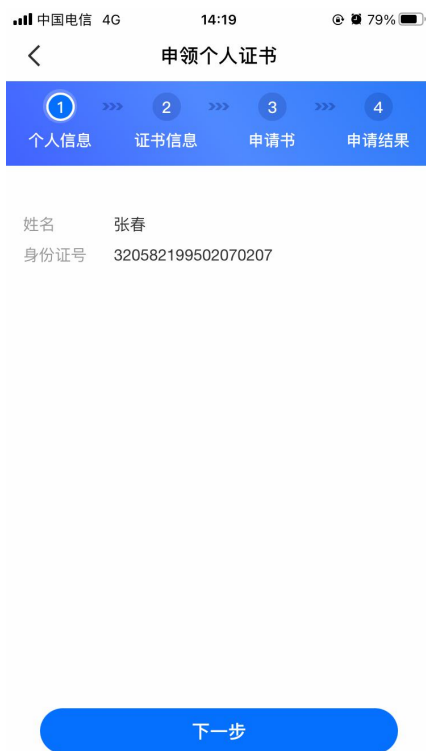 中国电信 4G 14:19 79%
申领个人证书
1 >>> 2 >>> 3 >>> 4
个人信息 证书信息 申请书 申请结果
姓名 张春
身份证号 320582199502070207
下一步